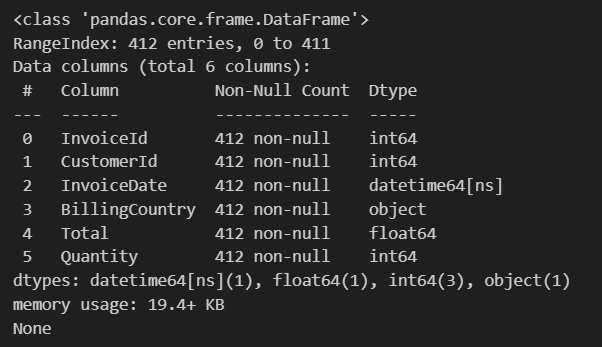 <class 'pandas.core.frame.DataFrame'>
RangeIndex: 412 entries, 0 to 411
Data columns (total 6 columns):
 #   Column          Non-Null Count  Dtype
---  ------          --------------  -----
 0   InvoiceId       412 non-null    int64
 1   CustomerId      412 non-null    int64
 2   InvoiceDate     412 non-null    datetime64[ns]
 3   BillingCountry  412 non-null    object
 4   Total           412 non-null    float64
 5   Quantity        412 non-null    int64
dtypes: datetime64[ns](1), float64(1), int64(3), object(1)
memory usage: 19.4+ KB
None